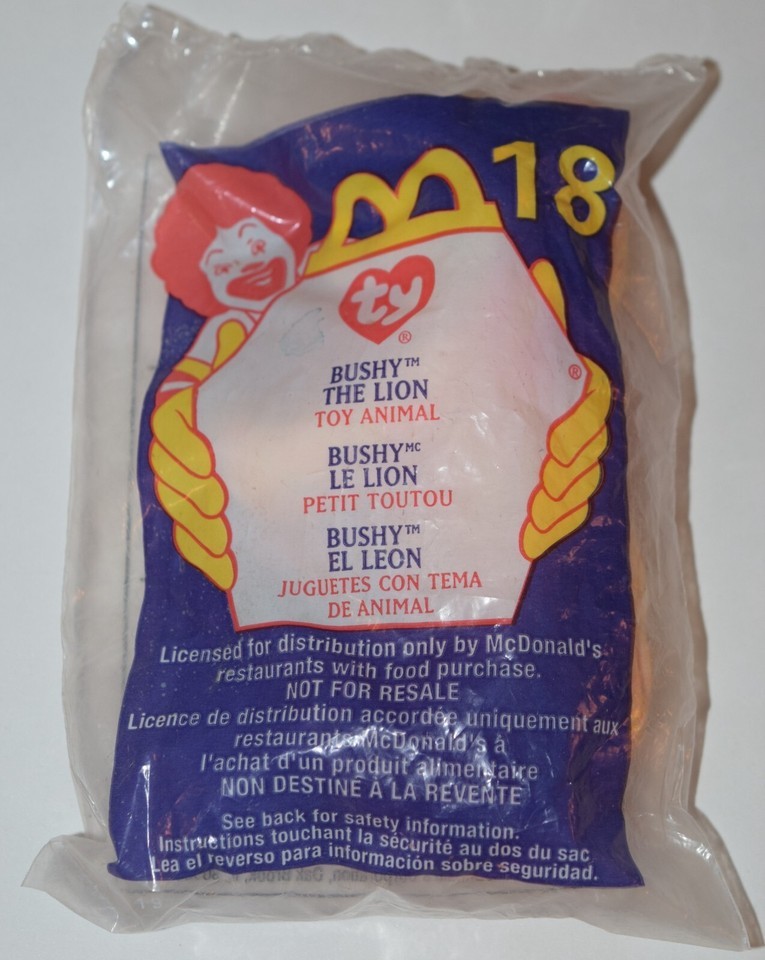 18
ty
®
BUSHY™
THE LION
TOY ANIMAL
®
BUSHYMC
LE LION
PETIT TOUTOU
BUSHY™
EL LEON
JUGUETES CON TEMA
DE ANIMAL
Licensed for distribution only by McDonald's
restaurants with food purchase.
NOT FOR RESALE
Licence de distribution accordée uniquement aux
restaurants McDonald's à
l'achat d'un produit alimentaire
NON DESTINÉ À LA REVENTE
See back for safety information.
Instructions touchant la sécurité au dos du sac.
Lea el reverso para información sobre seguridad.